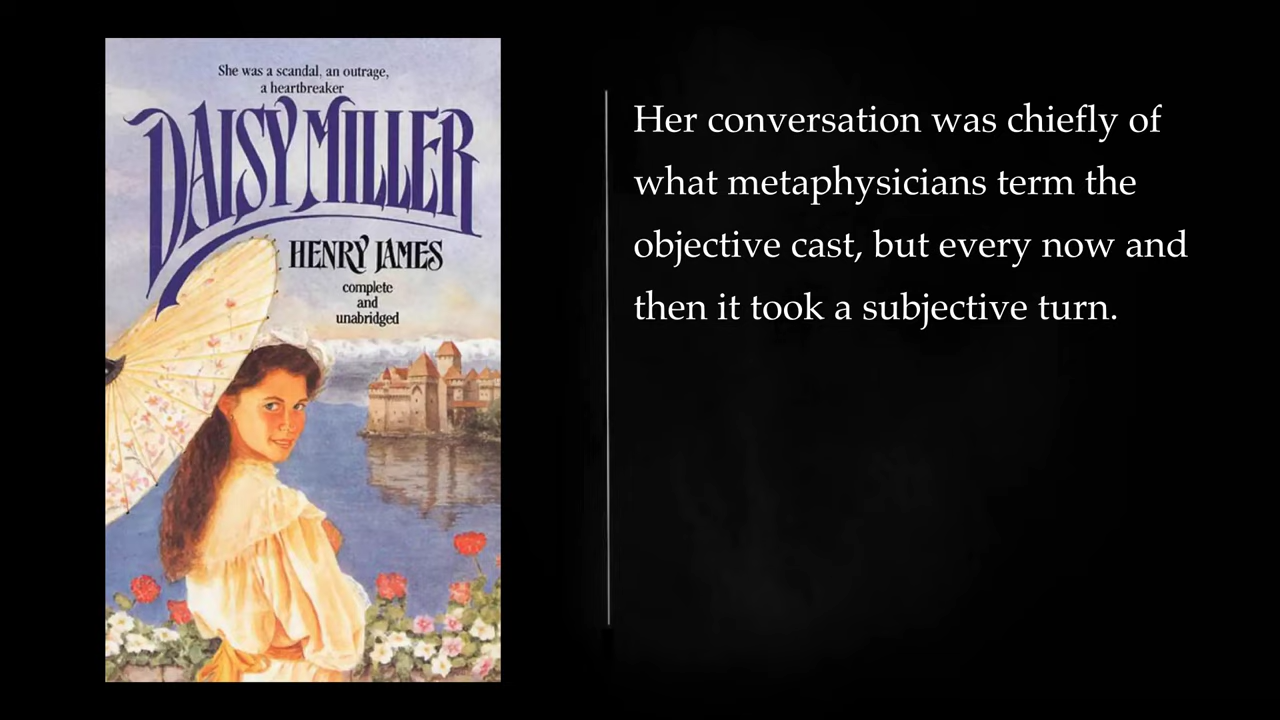 She was a scandal, an outrage,
a heartbreaker
DAISY MILLER
HENRY JAMES
complete
and
unabridged
Her conversation was chiefly of
what metaphysicians term the
objective cast, but every now and
then it took a subjective turn.